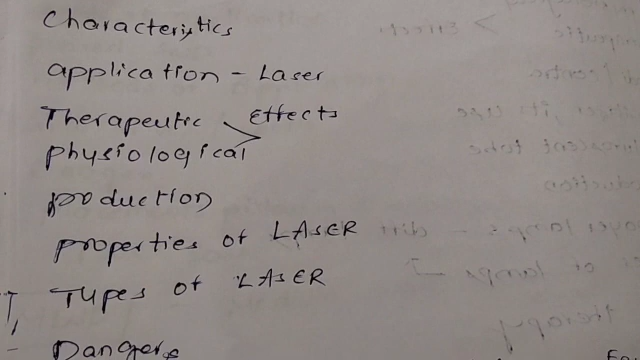 Characteristics
application - Laser
Therapeutic > Effects
physiological
production
properties of LASER
Types of LASER
Dangers